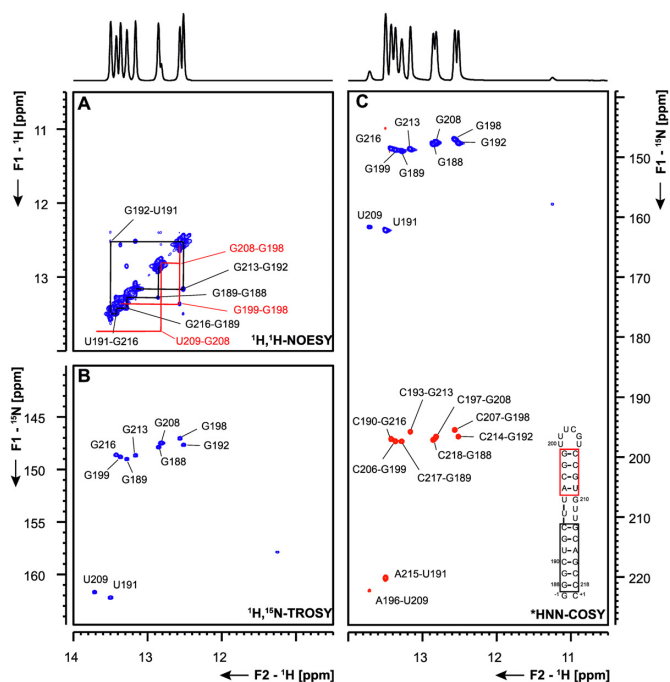 A
11
12
13
F1 - ¹H [ppm]
G192-U191
G208-G198
G213-G192
G189-G188
G199-G198
G216-G189
U191-G216
U209-G208
¹H,¹H-NOESY
B
145
150
155
160
F1 - ¹⁵N [ppm]
G213
G208
G198
G216
G192
G199
G188
G189
U209
U191
¹H,¹⁵N-TROSY
14
13
12
F2 - ¹H [ppm]
C
G213
G208
G198
G216
G192
G199
G188
G189
U209
U191
150
160
170
180
190
200
210
220
F1 - ¹⁵N [ppm]
C193-G213
C197-G208
C190-G216
C207-G198
C214-G192
C218-G188
C206-G199
C217-G189
A215-U191
A196-U209
200
G–C
G–C
C–G
A–U
210
C–G
G–C
U–A
190 C–G
G–C
188 G–C 218
-1 G C +1
*HNN-COSY
13
12
11
F2 - ¹H [ppm]